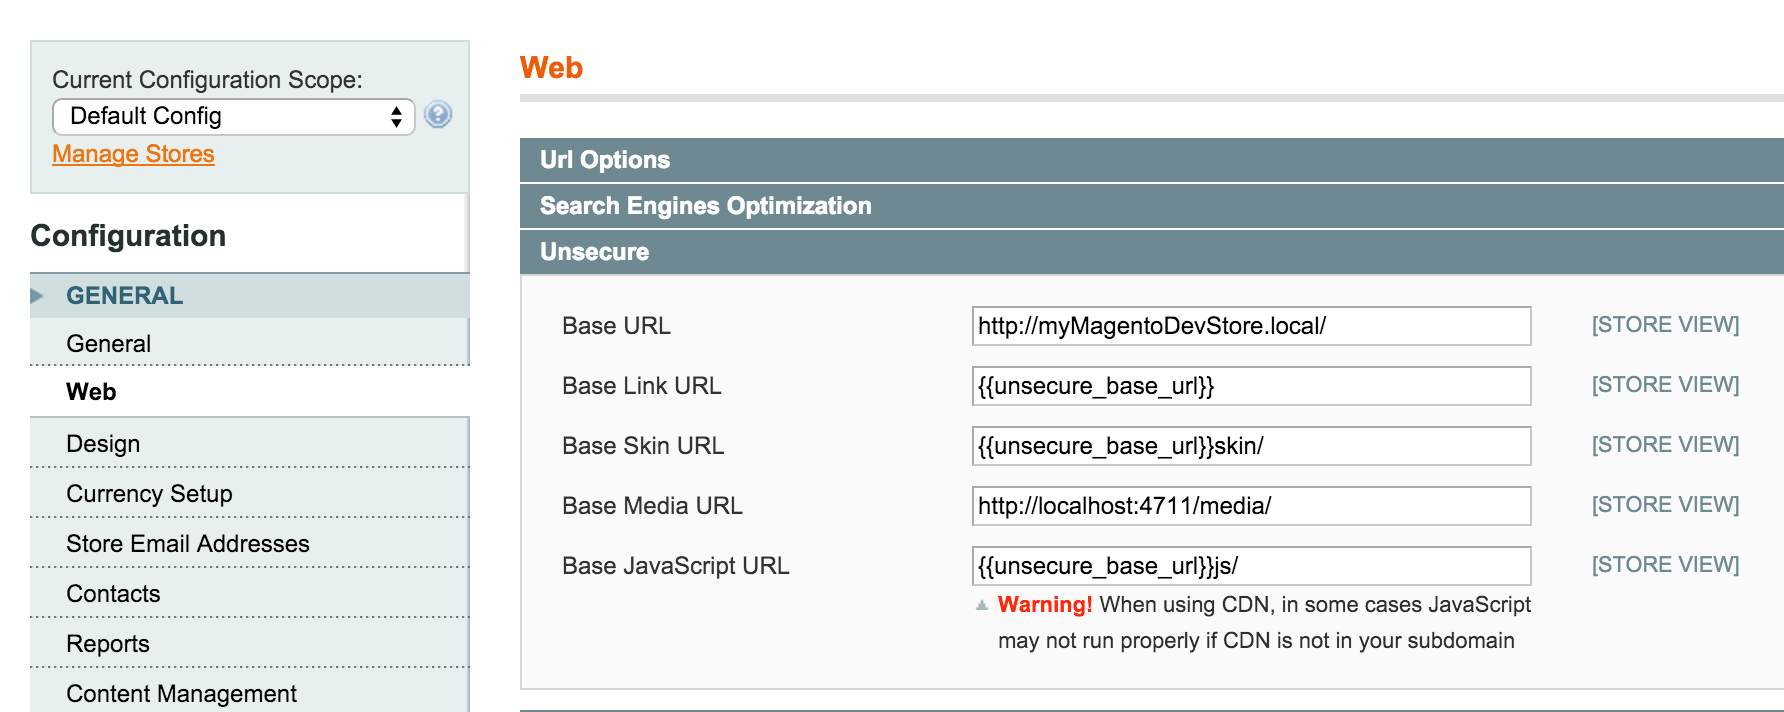 Current Configuration Scope:
Default Config
Manage Stores
Configuration
GENERAL
General
Web
Design
Currency Setup
Store Email Addresses
Contacts
Reports
Content Management
Web
Url Options
Search Engines Optimization
Unsecure
Base URL http://myMagentoDevStore.local/ [STORE VIEW]
Base Link URL {{unsecure_base_url}} [STORE VIEW]
Base Skin URL {{unsecure_base_url}}skin/ [STORE VIEW]
Base Media URL http://localhost:4711/media/ [STORE VIEW]
Base JavaScript URL {{unsecure_base_url}}js/ [STORE VIEW]
Warning! When using CDN, in some cases JavaScript
may not run properly if CDN is not in your subdomain